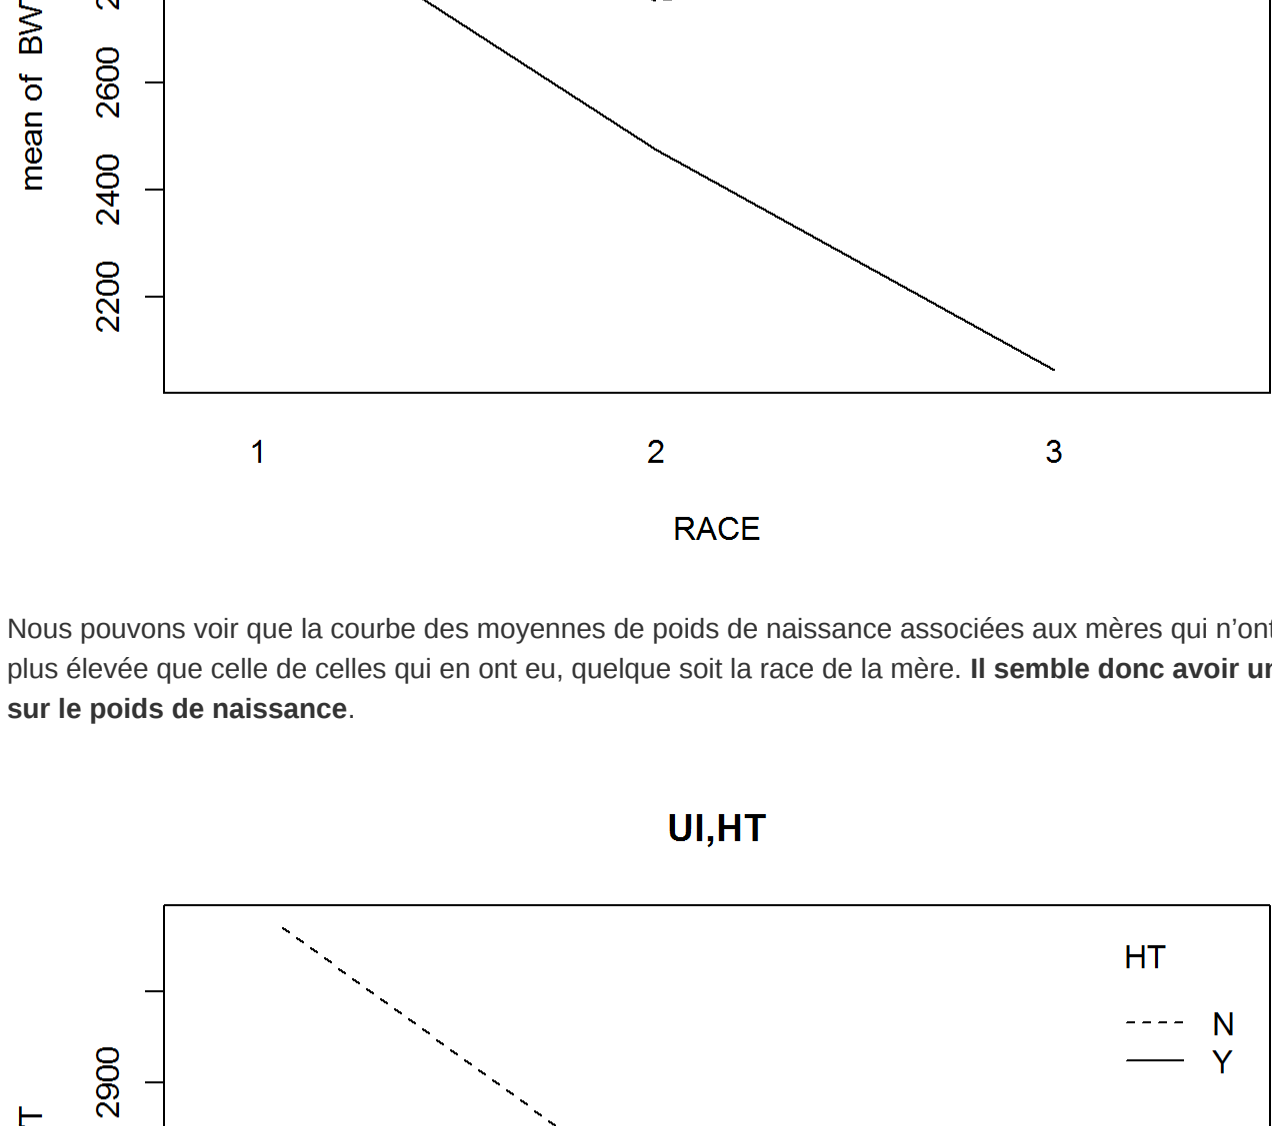 mean of BW
2600
2400
2200
1 2 3
RACE
Nous pouvons voir que la courbe des moyennes de poids de naissance associées aux mères qui n’ont
plus élevée que celle de celles qui en ont eu, quelque soit la race de la mère. Il semble donc avoir un
sur le poids de naissance.
UI,HT
HT
N
Y
2900
T